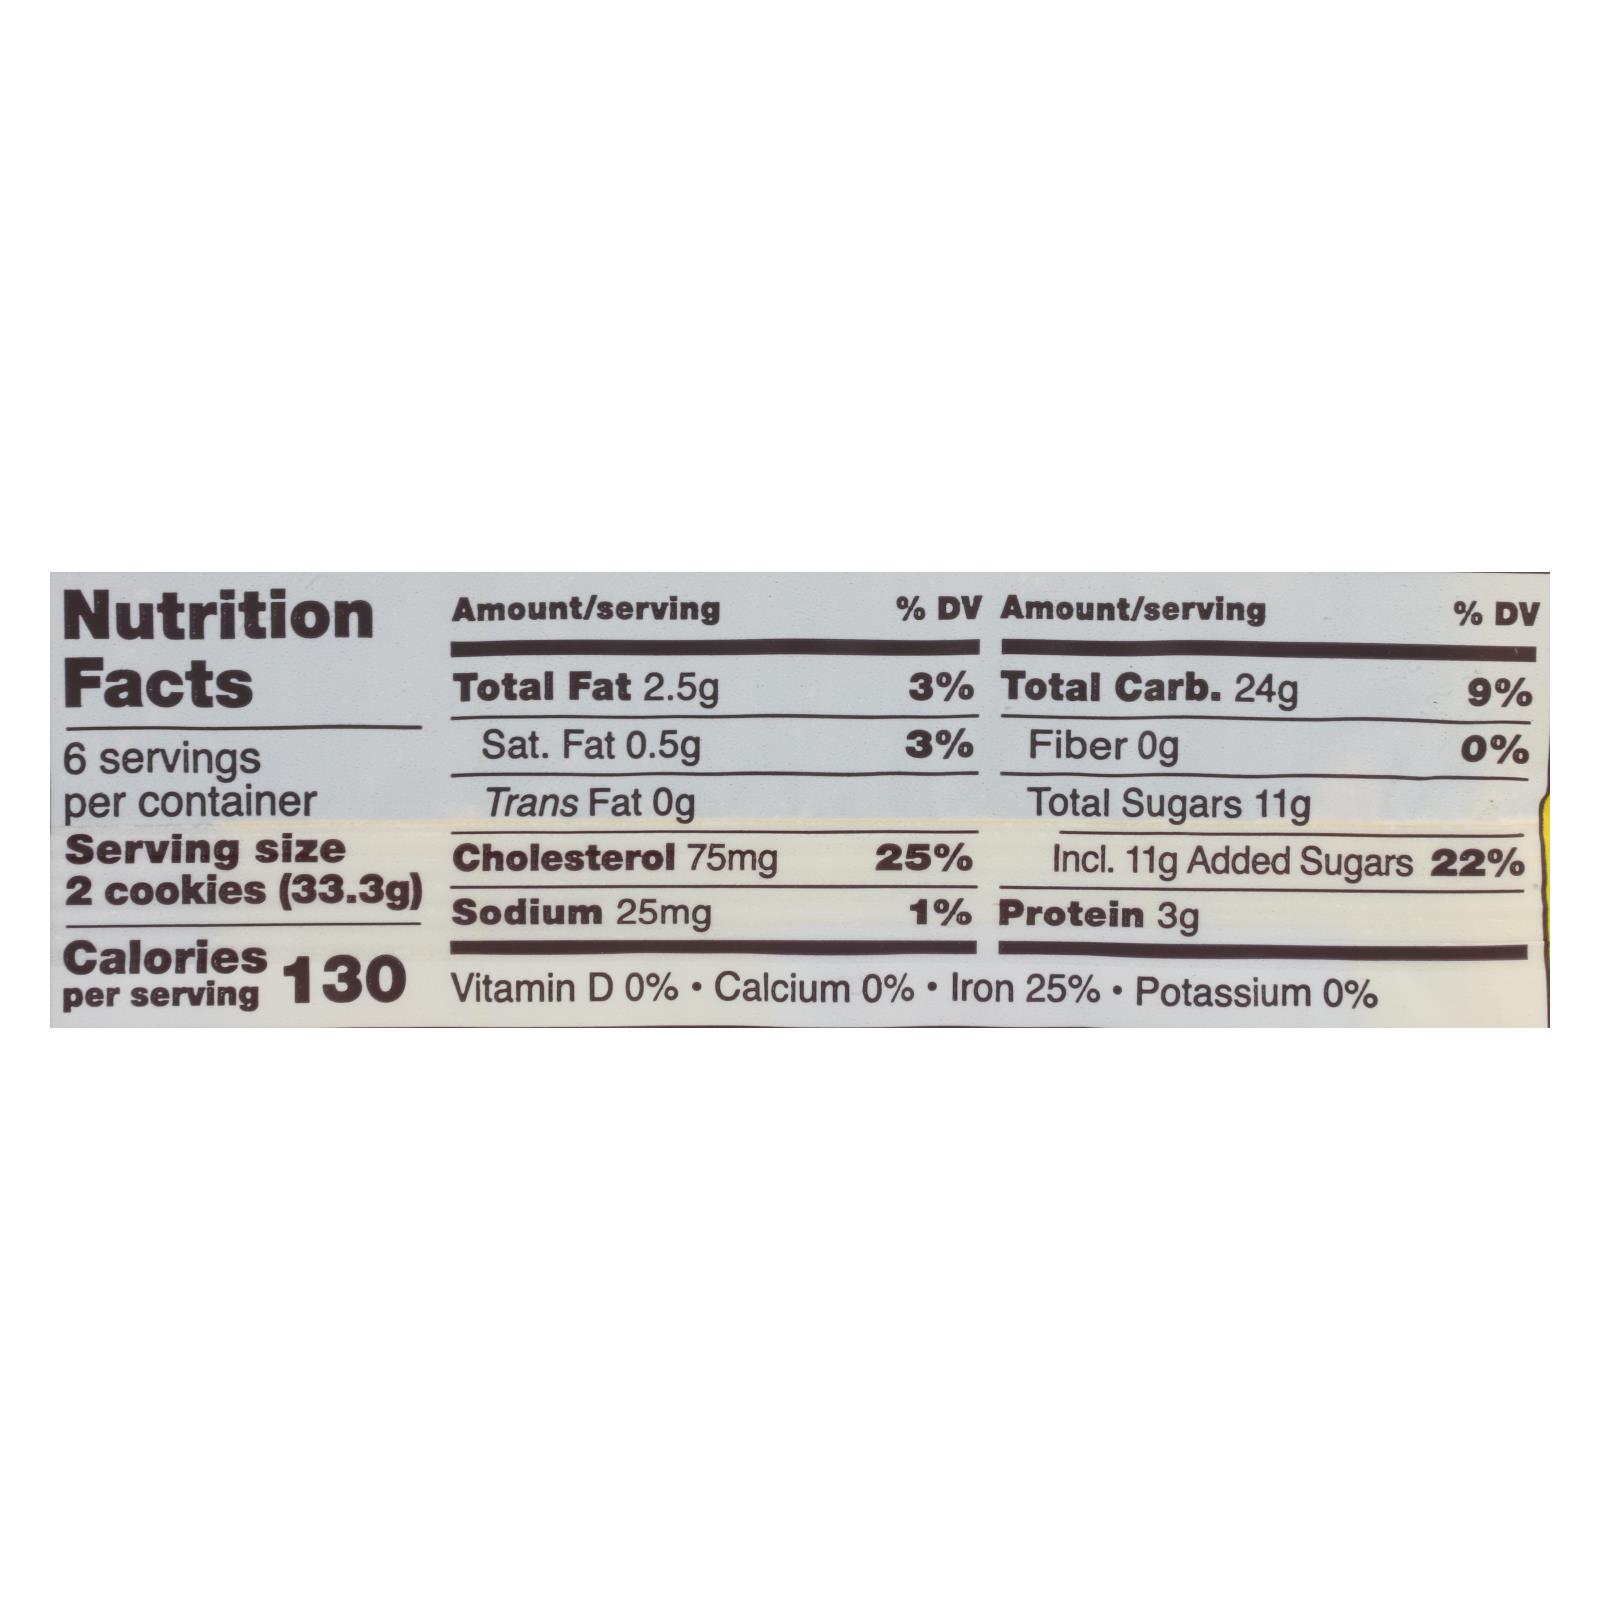 Nutrition
Facts
6 servings
per container
Serving size
2 cookies (33.3g)
Calories
per serving 130
Amount/serving % DV
Total Fat 2.5g 3%
Sat. Fat 0.5g 3%
Trans Fat 0g
Cholesterol 75mg 25%
Sodium 25mg 1%
Amount/serving % DV
Total Carb. 24g 9%
Fiber 0g 0%
Total Sugars 11g
Incl. 11g Added Sugars 22%
Protein 3g
Vitamin D 0% • Calcium 0% • Iron 25% • Potassium 0%